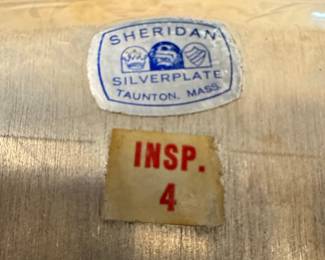 SHERIDAN
SILVERPLATE
TAUNTON, MASS.
INSP.
4